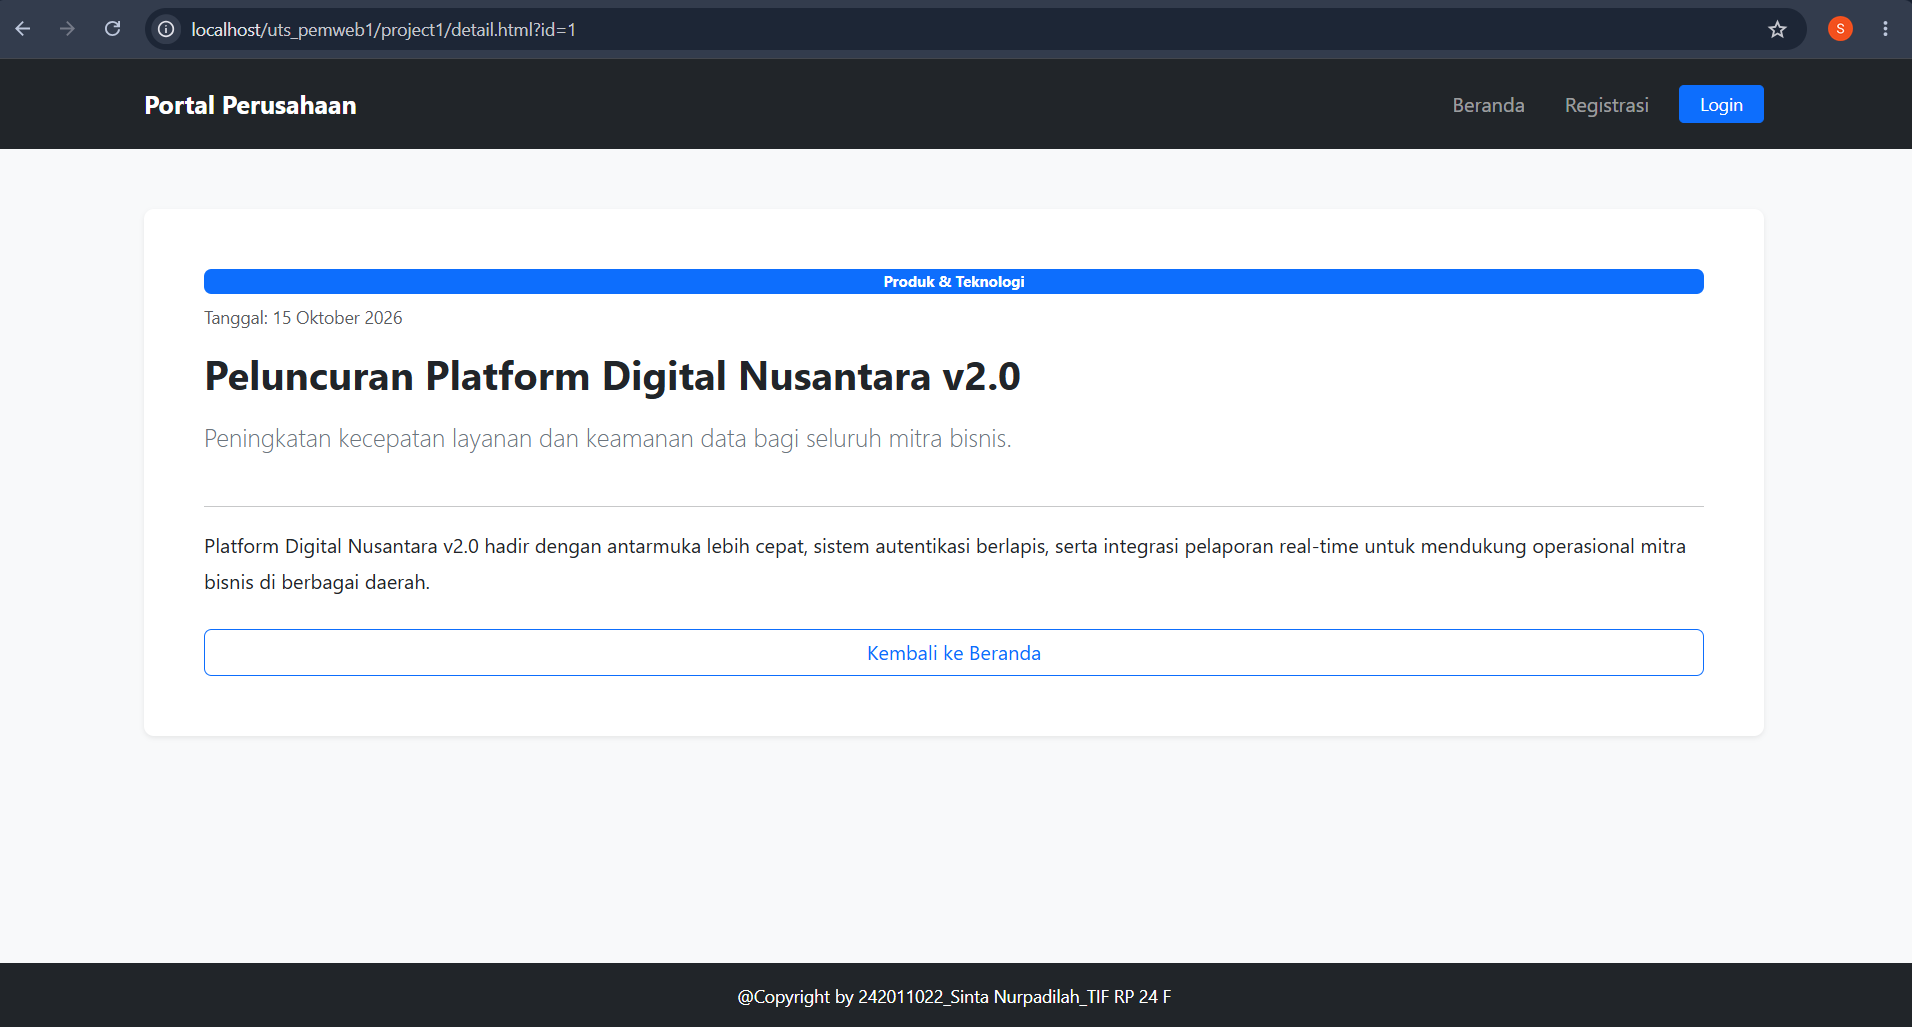 localhost/uts_pemweb1/project1/detail.html?id=1
S
Portal Perusahaan
Beranda
Registrasi
Login
Produk & Teknologi
Tanggal: 15 Oktober 2026
Peluncuran Platform Digital Nusantara v2.0
Peningkatan kecepatan layanan dan keamanan data bagi seluruh mitra bisnis.
Platform Digital Nusantara v2.0 hadir dengan antarmuka lebih cepat, sistem autentikasi berlapis, serta integrasi pelaporan real-time untuk mendukung operasional mitra
bisnis di berbagai daerah.
Kembali ke Beranda
@Copyright by 242011022_Sinta Nurpadilah_TIF RP 24 F